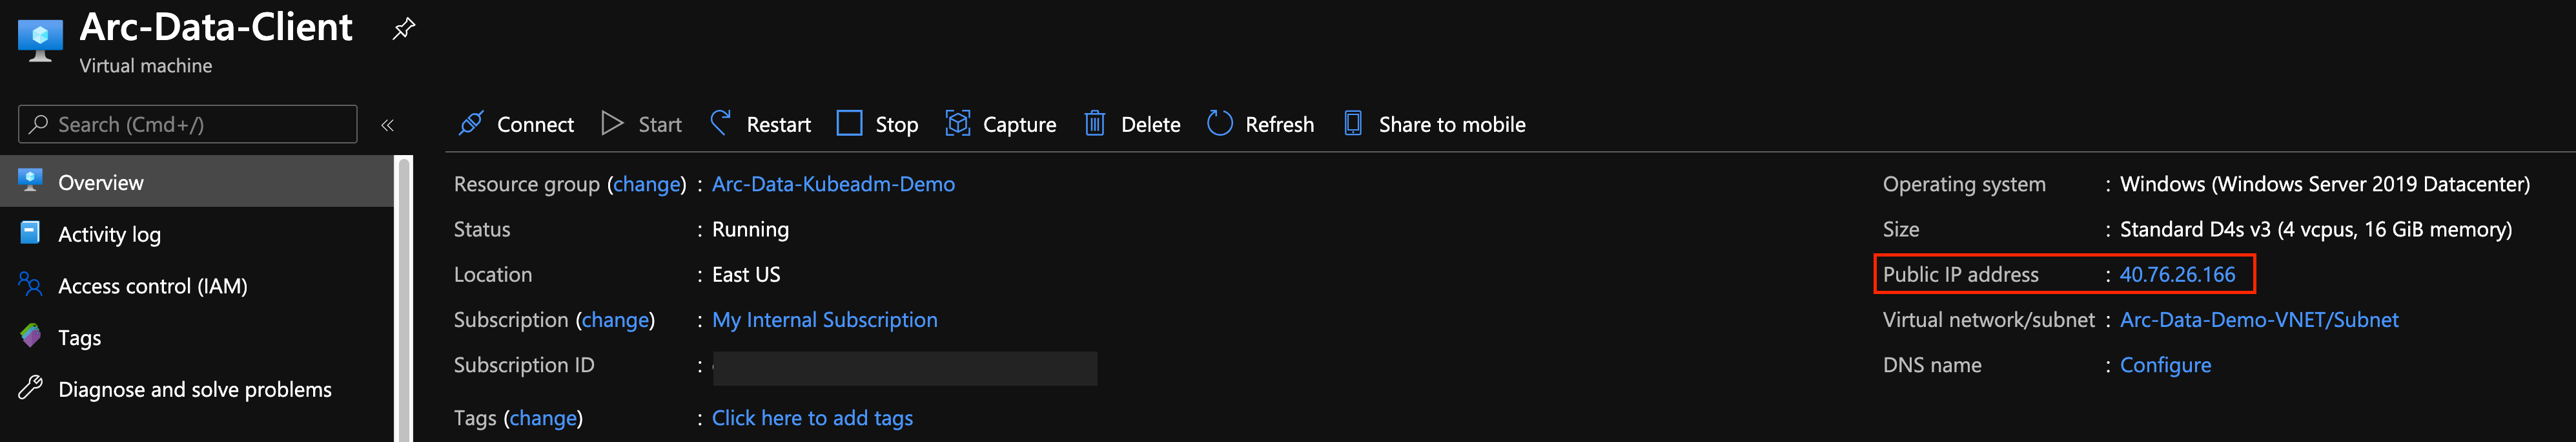 Arc-Data-Client
Virtual machine
Search (Cmd+/)
«
Connect Start Restart Stop Capture Delete Refresh Share to mobile
Overview
Activity log
Access control (IAM)
Tags
Diagnose and solve problems
Resource group (change) : Arc-Data-Kubeadm-Demo
Status : Running
Location : East US
Subscription (change) : My Internal Subscription
Subscription ID :
Tags (change) : Click here to add tags
Operating system : Windows (Windows Server 2019 Datacenter)
Size : Standard D4s v3 (4 vcpus, 16 GiB memory)
Public IP address : 40.76.26.166
Virtual network/subnet : Arc-Data-Demo-VNET/Subnet
DNS name : Configure